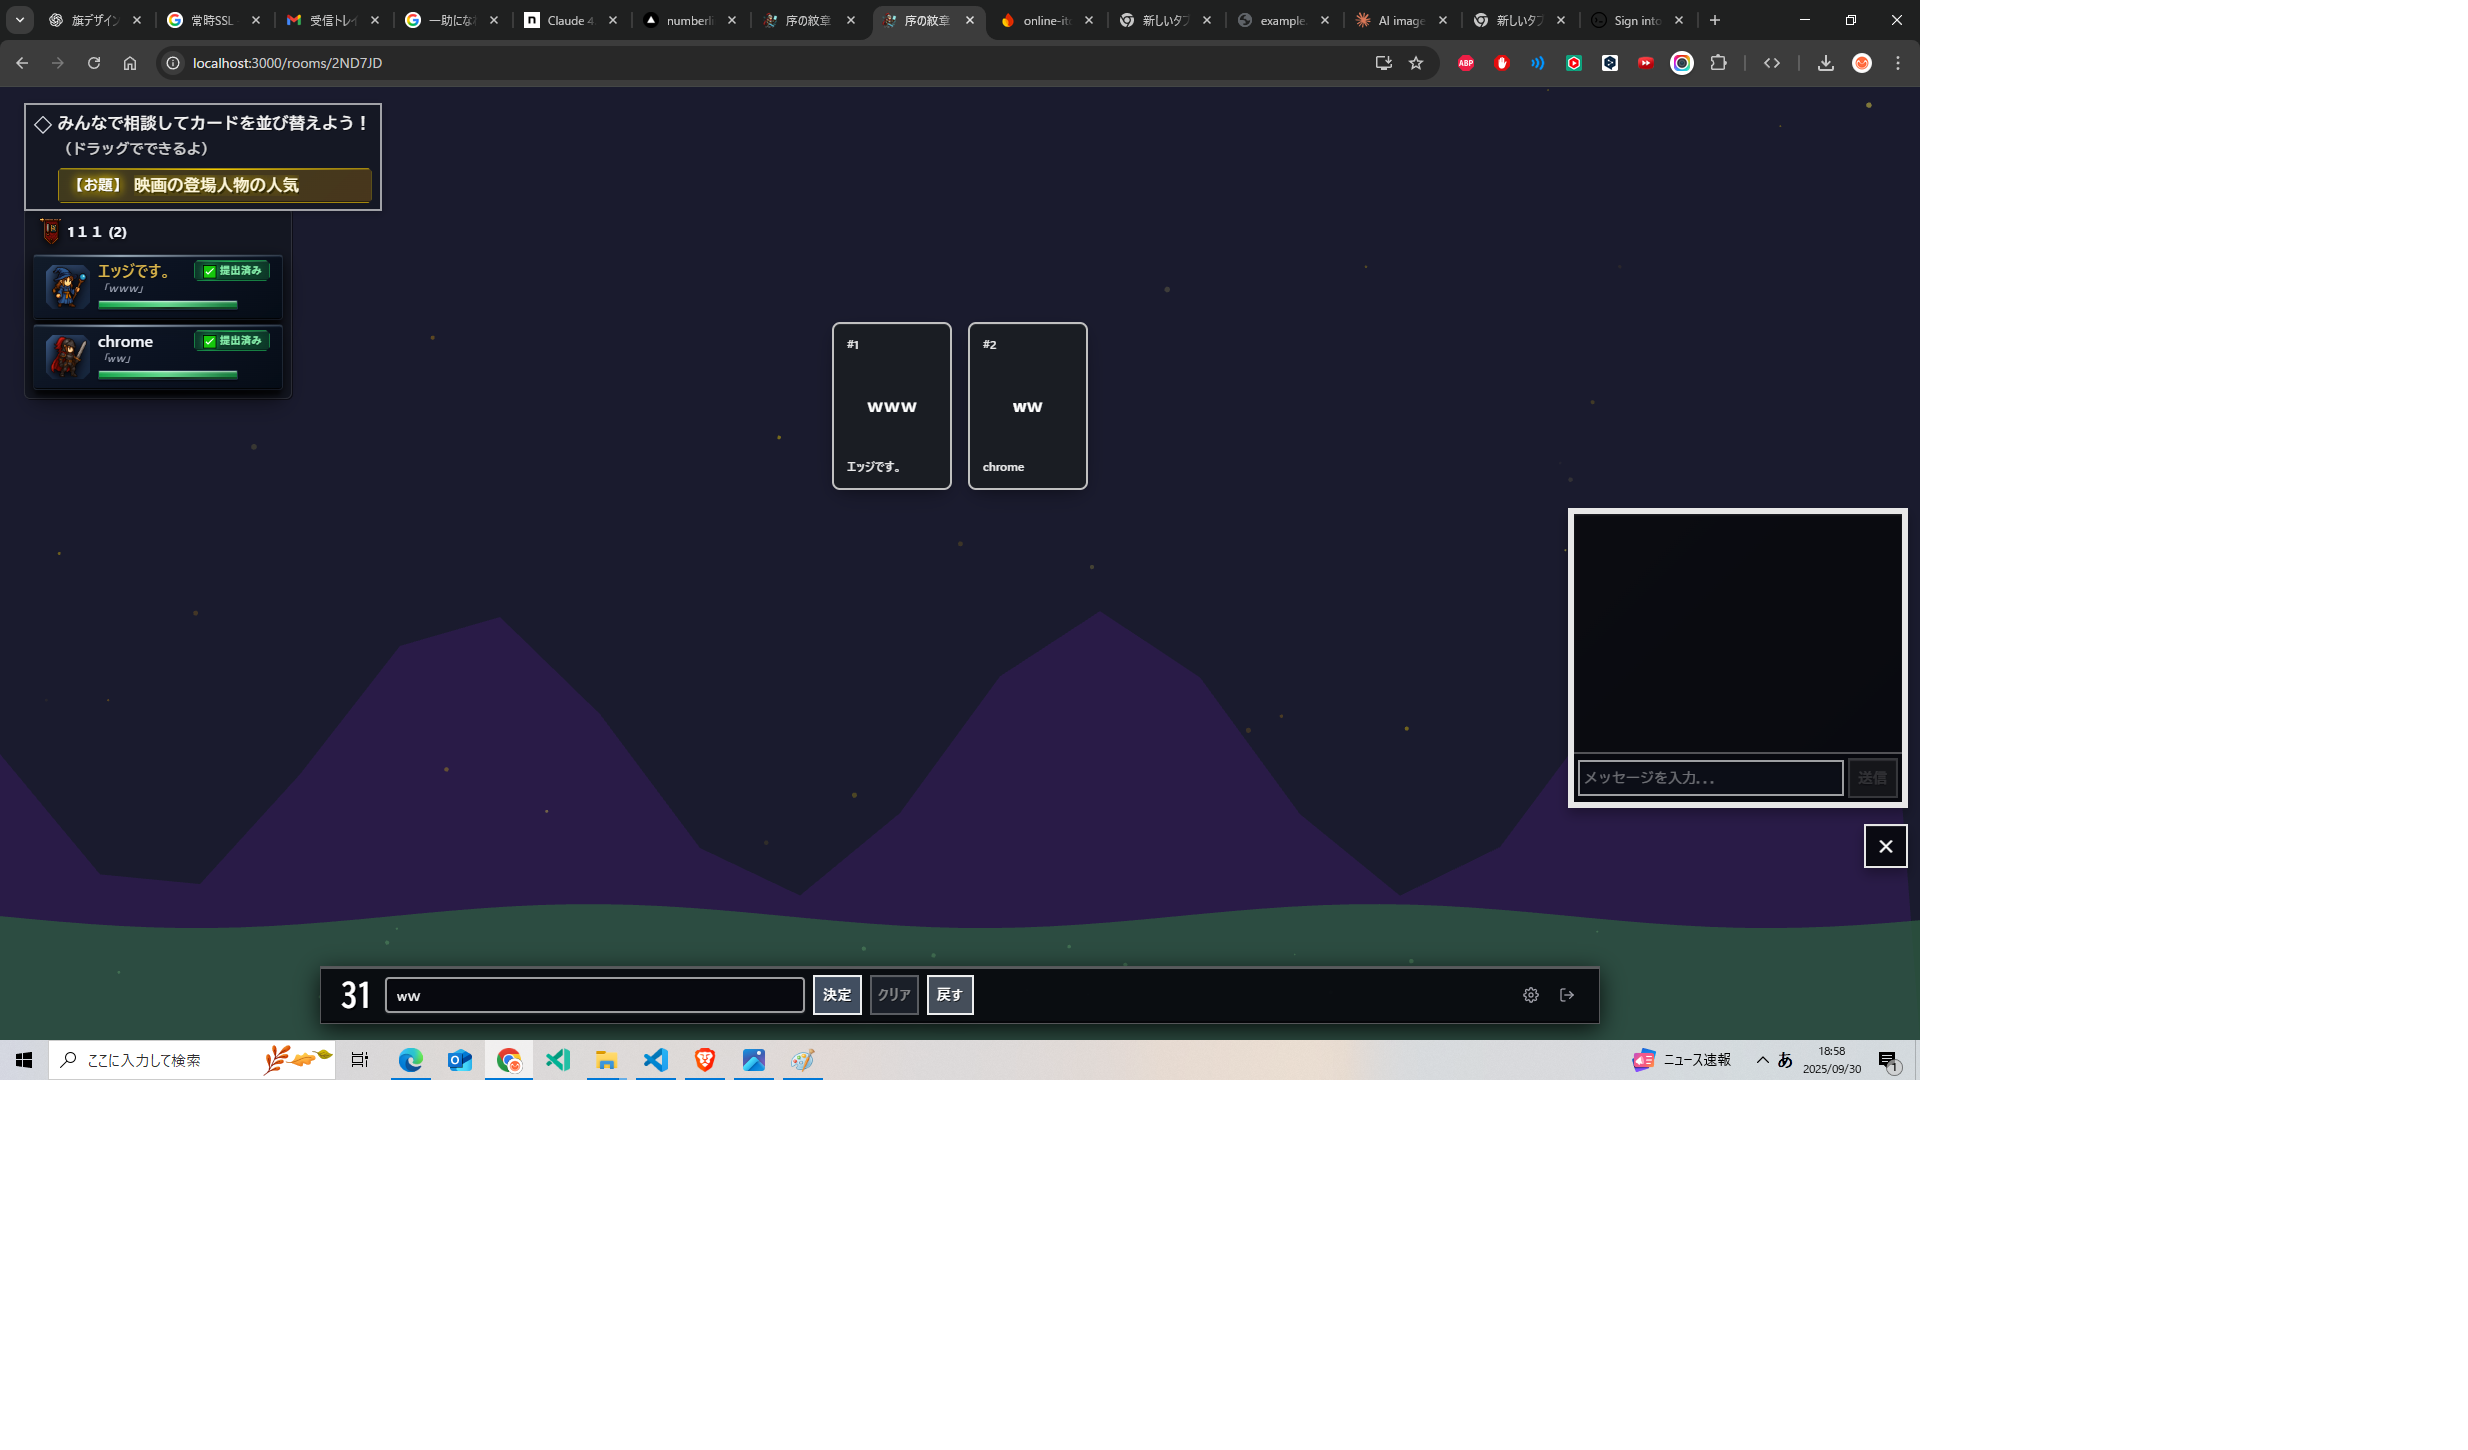 旗デザイン
常時SSL
受信トレイ
一助になれ
Claude 4.
numberli
序の紋章
序の紋章
online-ito
新しいタブ
example.
AI image
新しいタブ
Sign into
localhost:3000/rooms/2ND7JD
ABP
◇ みんなで相談してカードを並び替えよう！
（ドラッグでできるよ）
【お題】 映画の登場人物の人気
１１１ (2)
エッジです。
提出済み
「www」
chrome
提出済み
「ww」
#1
www
エッジです。
#2
ww
chrome
メッセージを入力...
送信
31
ww
決定
クリア
戻す
ここに入力して検索
ニュース速報
あ
18:58
2025/09/30
1